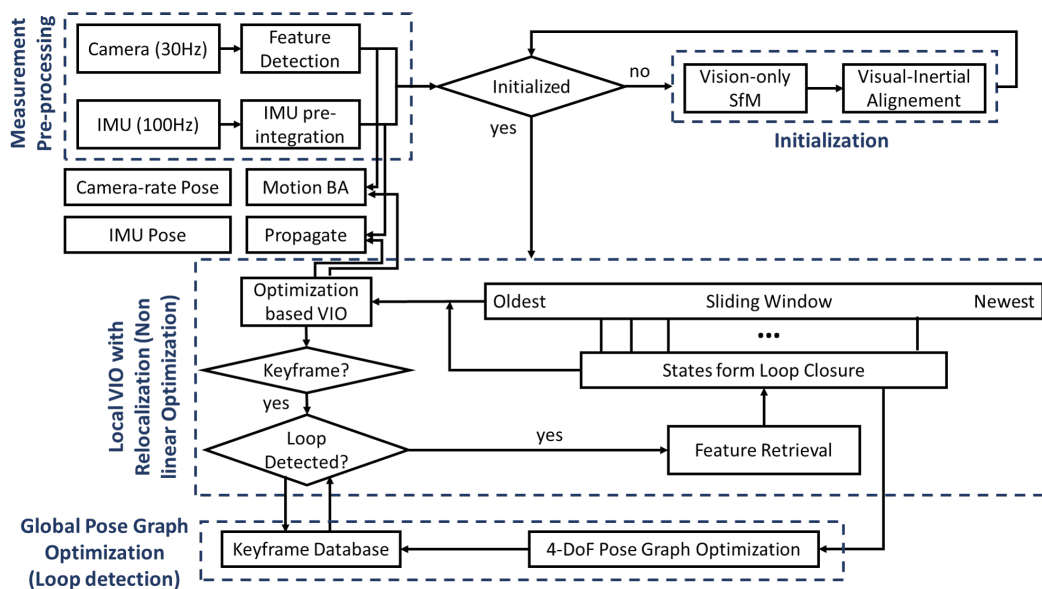 Measurement
Pre-processing
Camera (30Hz)
Feature
Detection
IMU (100Hz)
IMU pre-
integration
Initialized
no
yes
Vision-only
SfM
Visual-Inertial
Alignement
Initialization
Camera-rate Pose
Motion BA
IMU Pose
Propagate
Local VIO with
Relocalization (Non
linear Optimization)
Optimization
based VIO
Oldest
Sliding Window
Newest
...
Keyframe?
States form Loop Closure
yes
Loop
Detected?
yes
Feature Retrieval
Global Pose Graph
Optimization
(Loop detection)
Keyframe Database
4-DoF Pose Graph Optimization